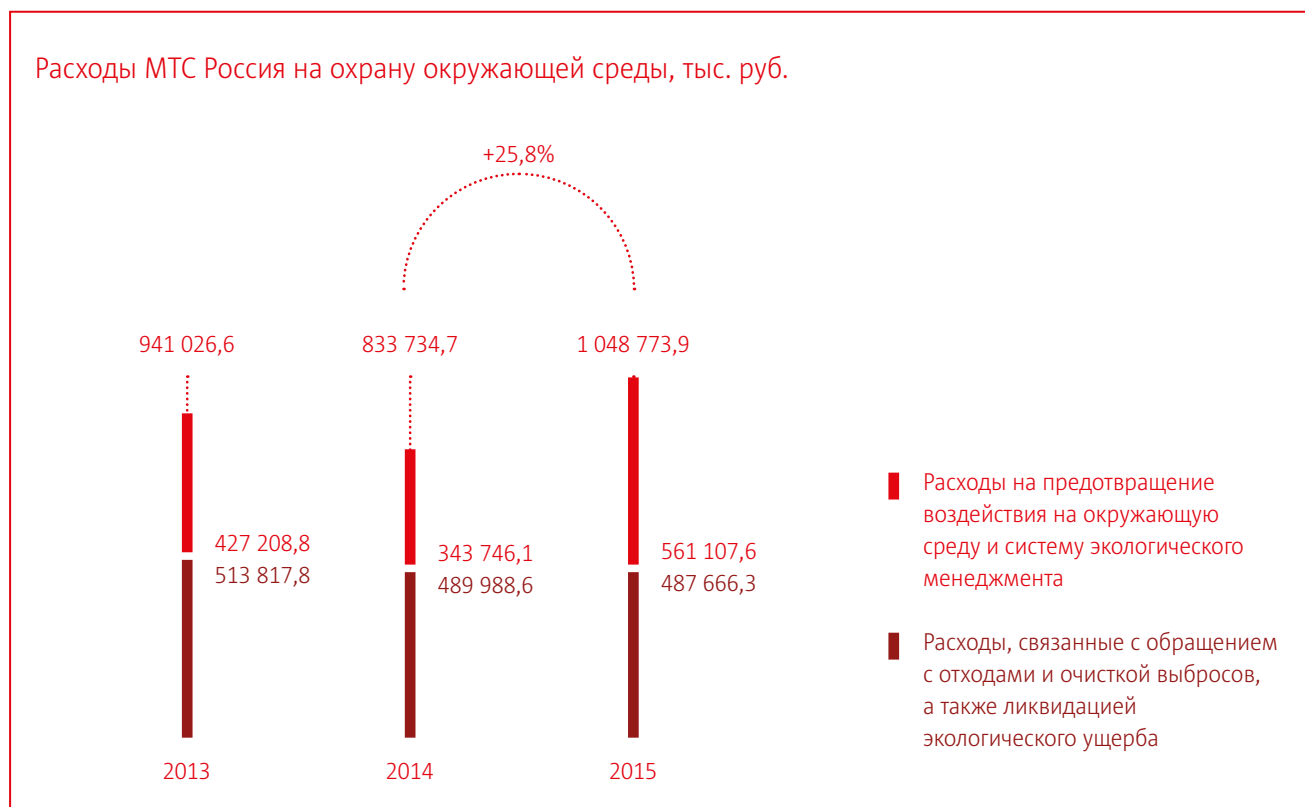 Расходы МТС Россия на охрану окружающей среды, тыс. руб.
+25,8%
941 026,6
833 734,7
1 048 773,9
427 208,8
513 817,8
343 746,1
489 988,6
561 107,6
487 666,3
2013
2014
2015
Расходы на предотвращение
воздействия на окружающую
среду и систему экологического
менеджмента
Расходы, связанные с обращением
с отходами и очисткой выбросов,
а также ликвидацией
экологического ущерба